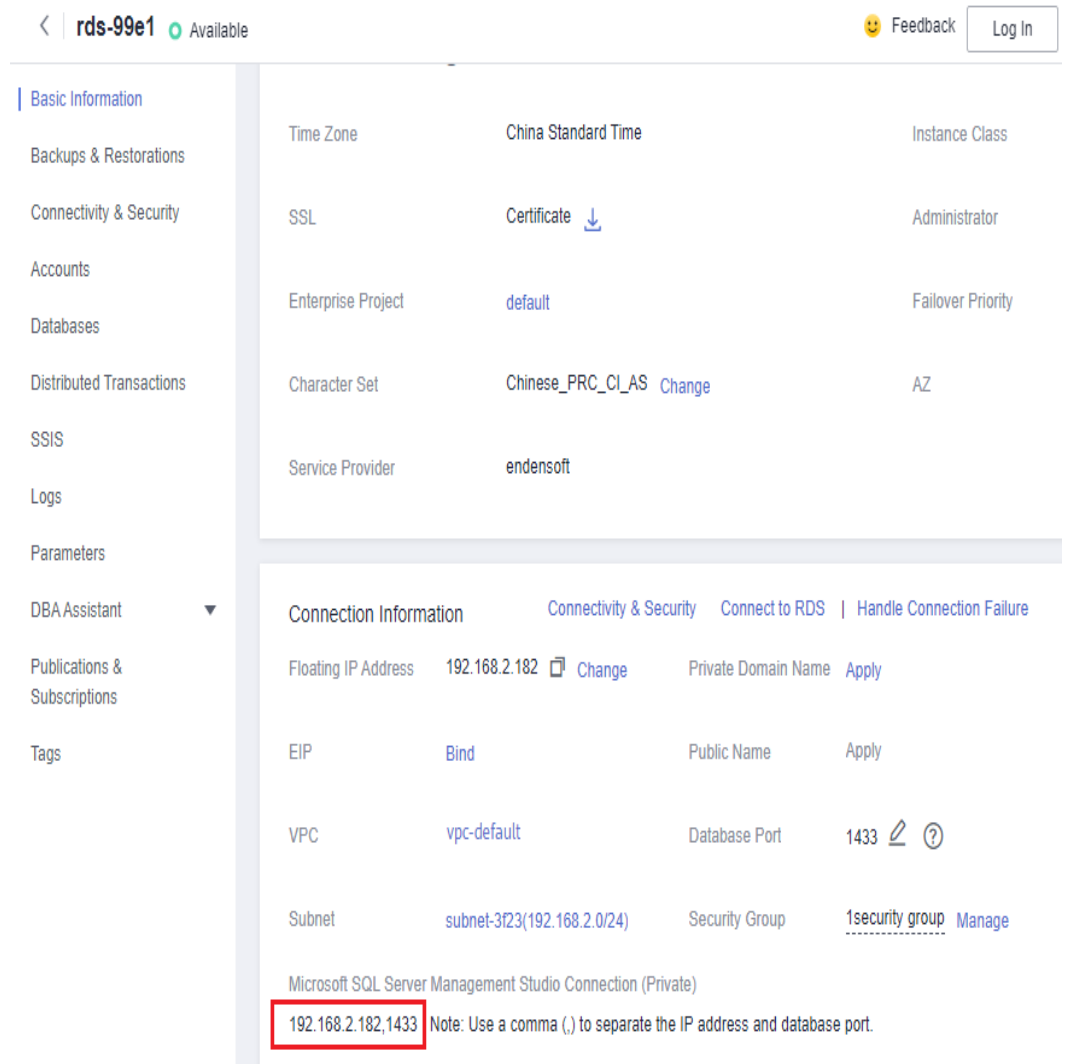 rds-99e1 Available
Feedback
Log In
Basic Information
Backups & Restorations
Connectivity & Security
Accounts
Databases
Distributed Transactions
SSIS
Logs
Parameters
DBA Assistant
Publications &
Subscriptions
Tags
Time Zone China Standard Time Instance Class
SSL Certificate Administrator
Enterprise Project default Failover Priority
Character Set Chinese_PRC_CI_AS Change AZ
Service Provider endensoft
Connection Information Connectivity & Security Connect to RDS | Handle Connection Failure
Floating IP Address 192.168.2.182 Change Private Domain Name Apply
EIP Bind Public Name Apply
VPC vpc-default Database Port 1433
Subnet subnet-3f23(192.168.2.0/24) Security Group 1security group Manage
Microsoft SQL Server Management Studio Connection (Private)
192.168.2.182,1433 Note: Use a comma (,) to separate the IP address and database port.